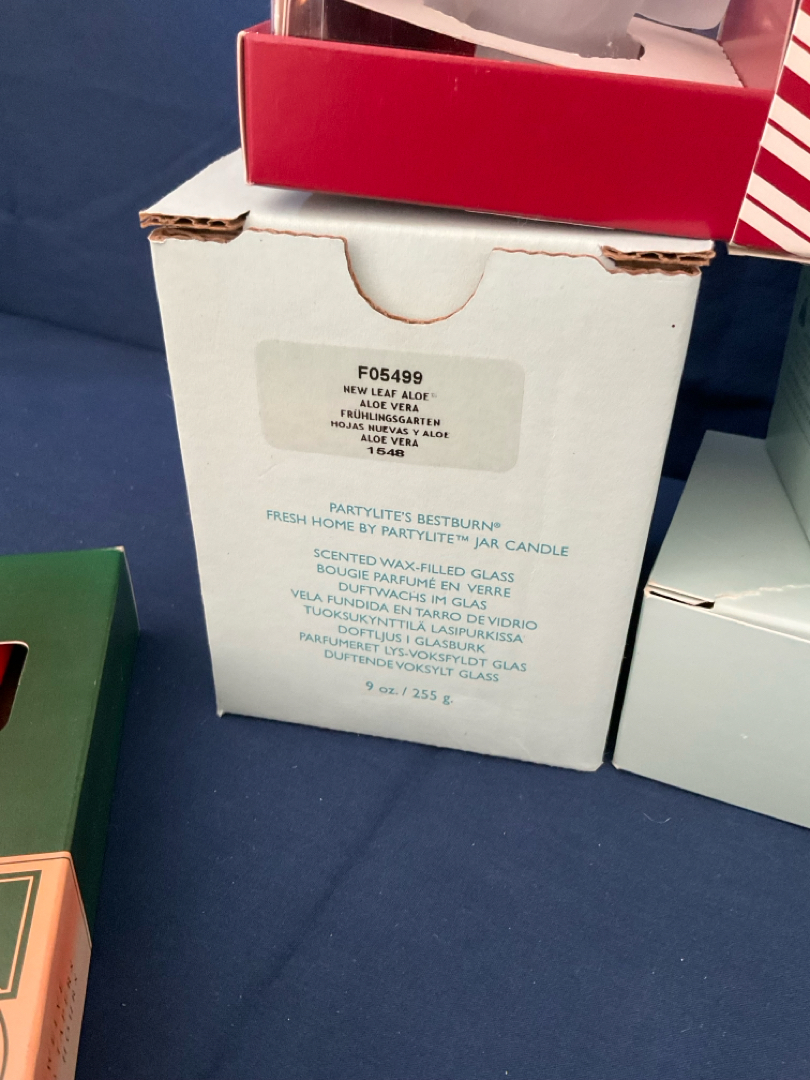 F05499
NEW LEAF ALOE®
ALOE VERA
FRÜHLINGSGARTEN
HOJAS NUEVAS Y ALOE
ALOE VERA
1548
PARTYLITE'S BESTBURN®
FRESH HOME BY PARTYLITE™ JAR CANDLE
SCENTED WAX-FILLED GLASS
BOUGIE PARFUMÉ EN VERRE
DUFTWACHS IM GLAS
VELA FUNDIDA EN TARRO DE VIDRIO
TUOKSUKYNTTILÄ LASIPURKISSA
DOFTLJUS I GLASBURK
PARFUMERET LYS-VOKSFYLDT GLAS
DUFTENDE VOKSYLT GLASS
9 oz. / 255 g.
TWELVE
TAPERS